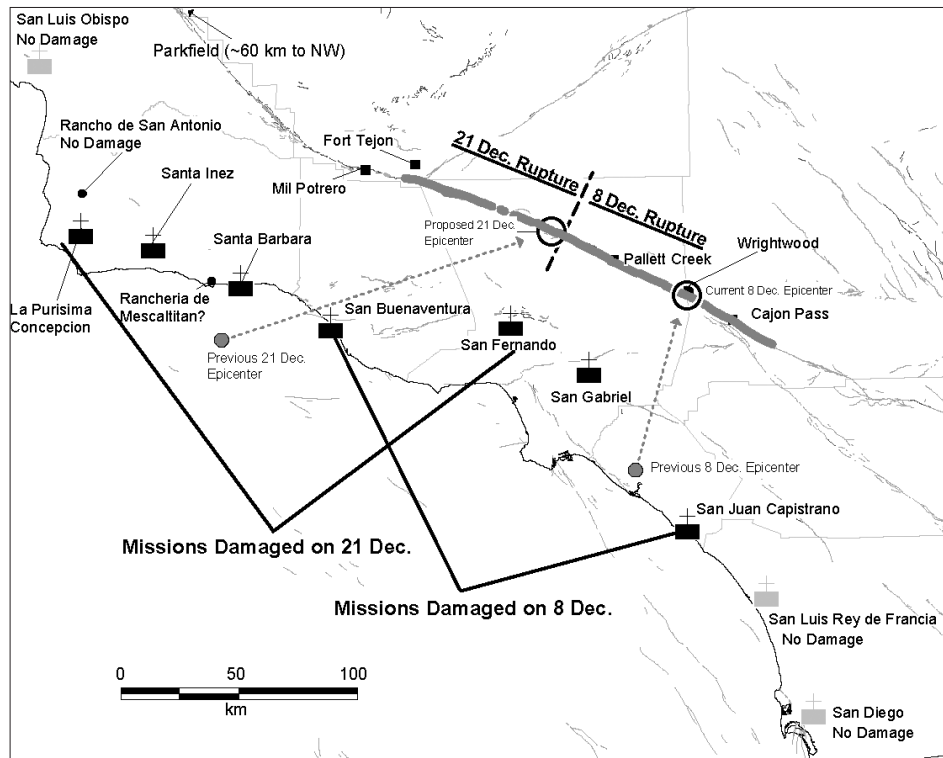 San Luis Obispo
No Damage
Parkfield (~60 km to NW)
Rancho de San Antonio
No Damage
Fort Tejon
Santa Inez
Mil Potrero
21 Dec. Rupture
8 Dec. Rupture
Proposed 21 Dec.
Epicenter
Santa Barbara
Wrightwood
Pallett Creek
Current 8 Dec. Epicenter
La Purisima
Concepcion
Rancheria de
Mescaltitan?
San Buenaventura
Cajon Pass
San Fernando
Previous 21 Dec.
Epicenter
San Gabriel
Previous 8 Dec. Epicenter
San Juan Capistrano
Missions Damaged on 21 Dec.
Missions Damaged on 8 Dec.
San Luis Rey de Francia
No Damage
0 50 100
km
San Diego
No Damage